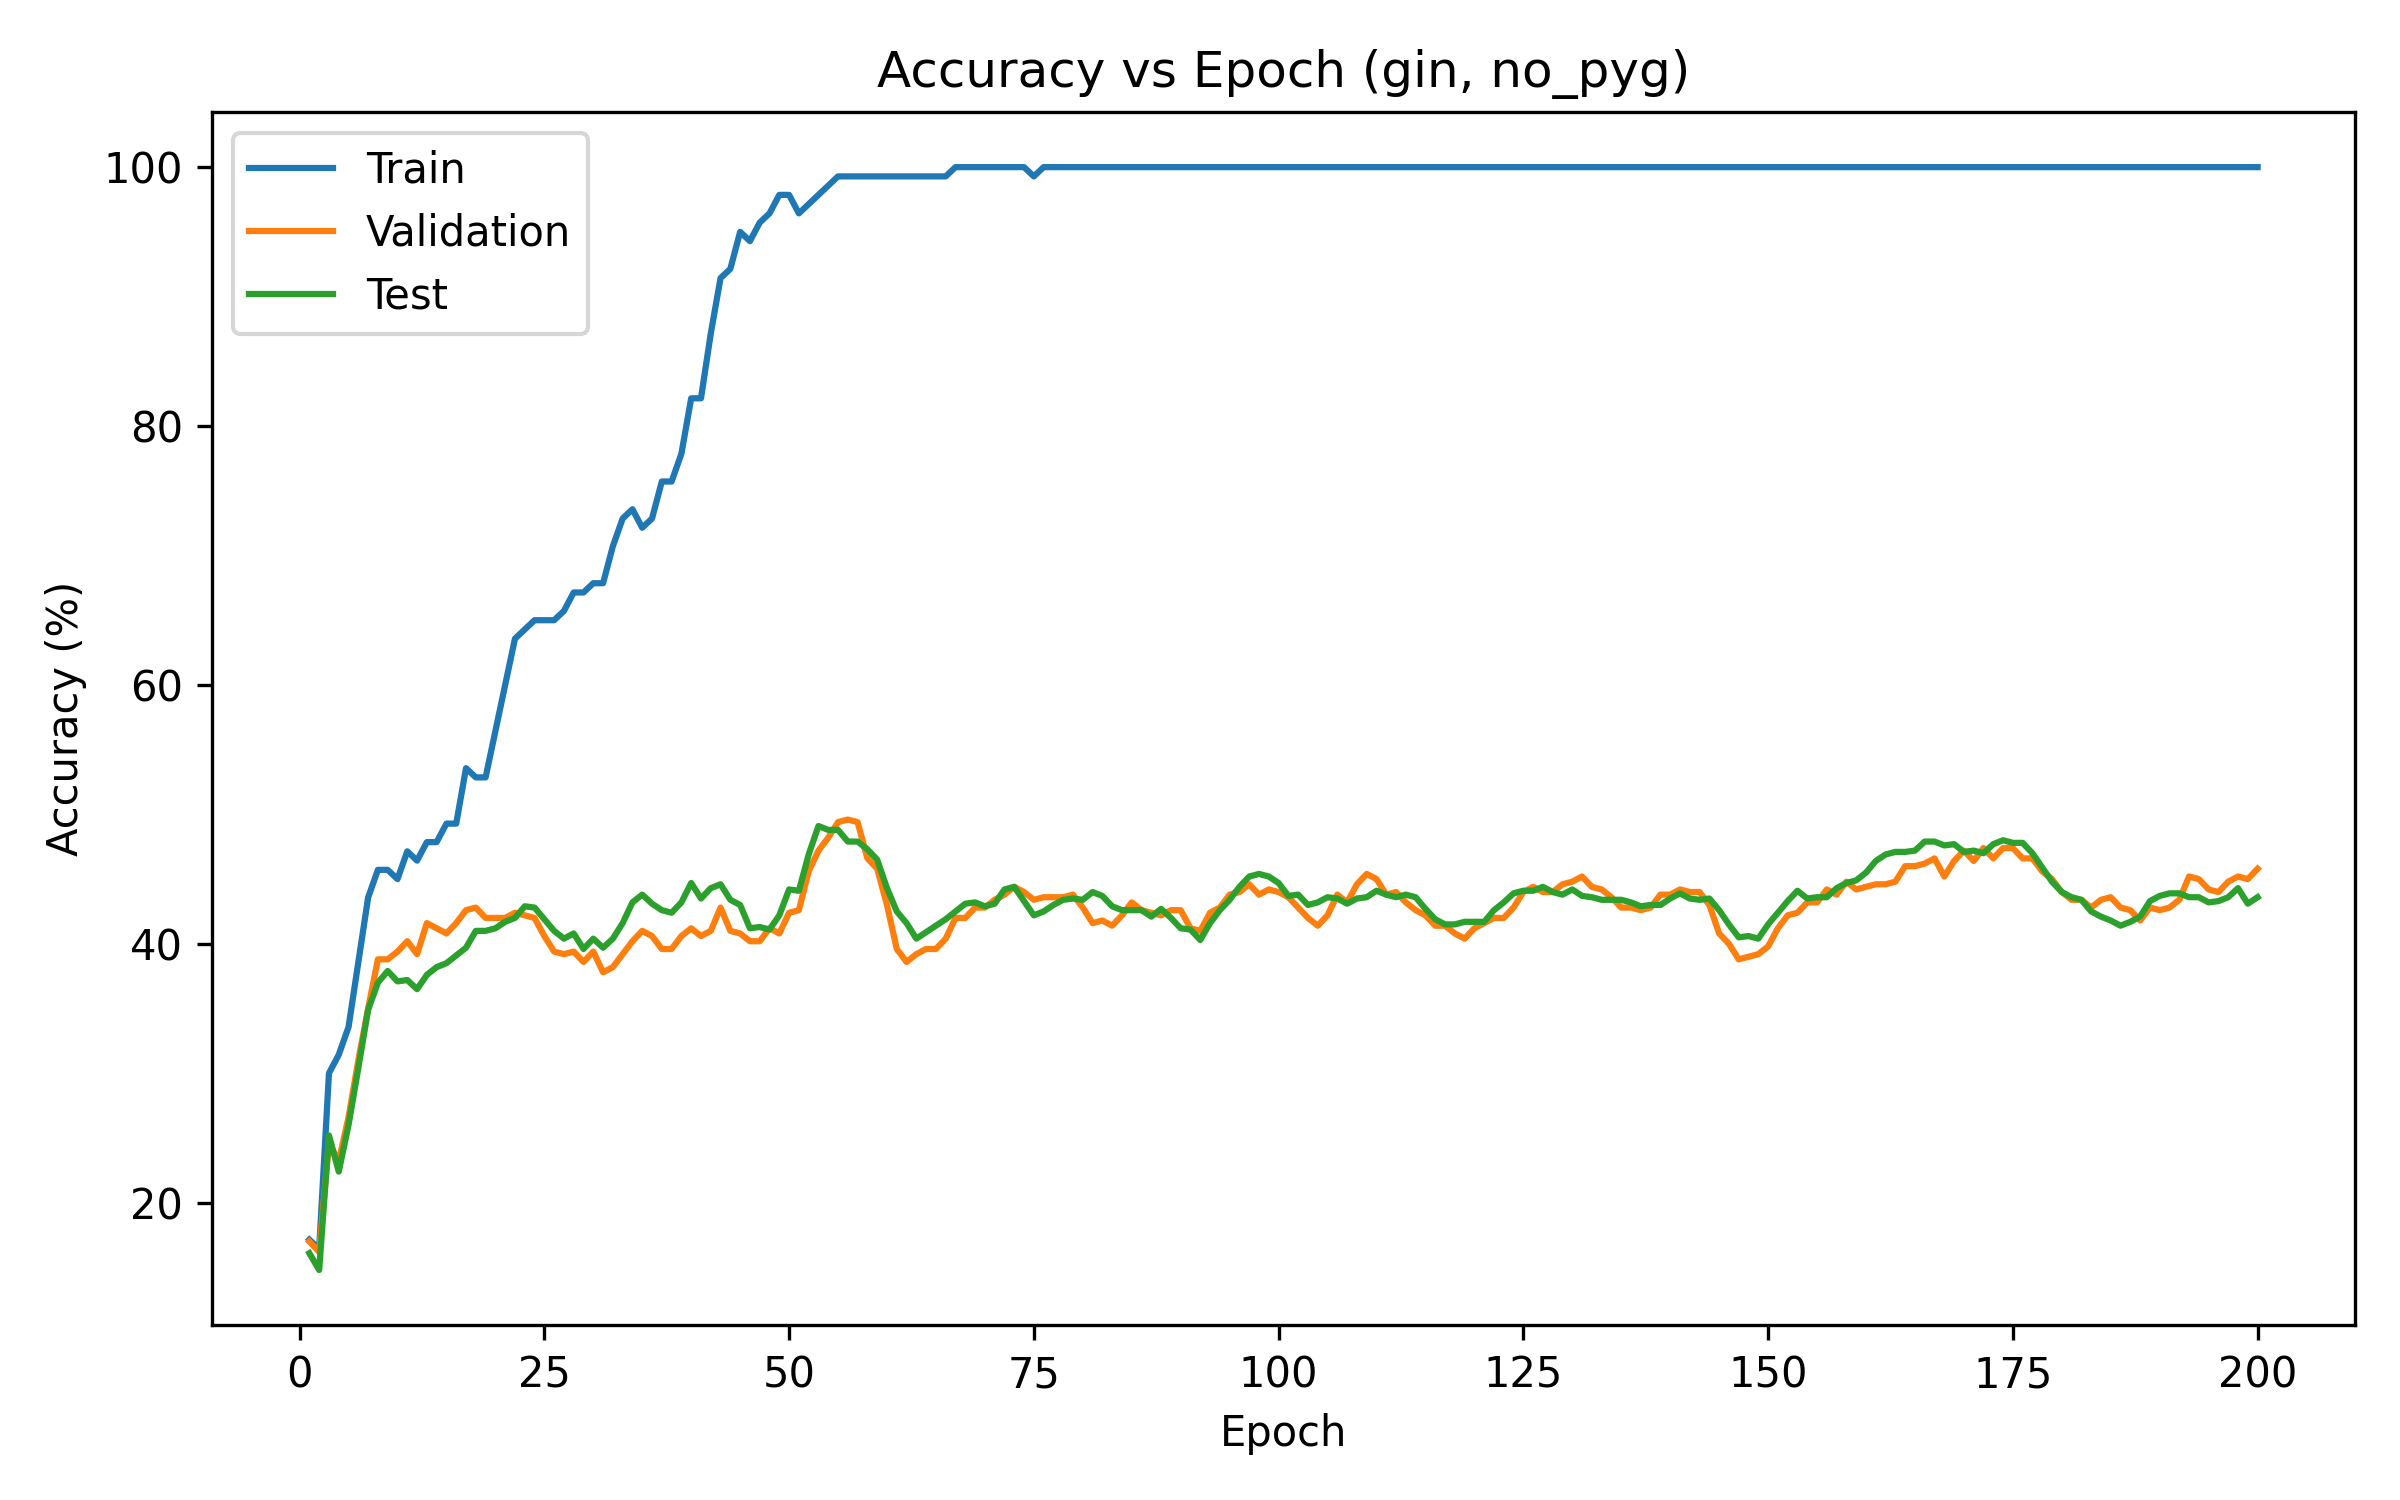 Accuracy vs Epoch (gin, no_pyg)
Train
Validation
Test
100
80
60
40
20
Accuracy (%)
0 25 50 75 100 125 150 175 200
Epoch